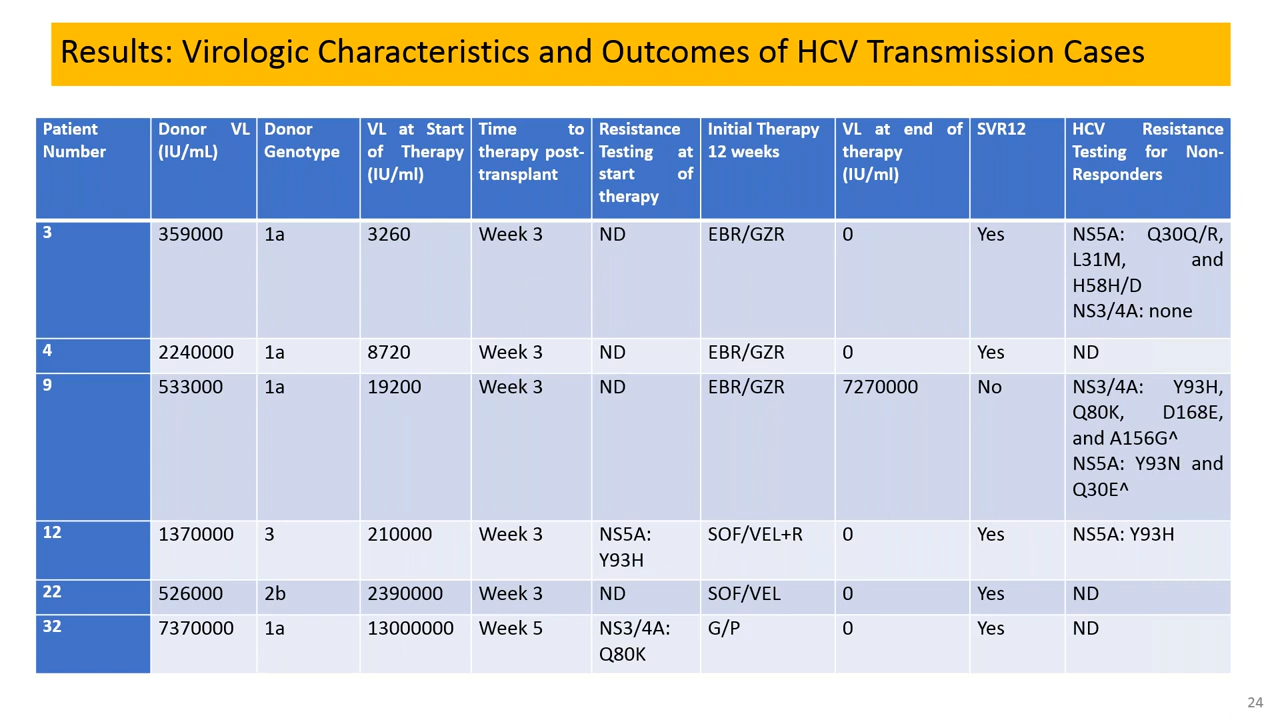 Results: Virologic Characteristics and Outcomes of HCV Transmission Cases
Patient Number | Donor VL (IU/mL) | Donor Genotype | VL at Start of Therapy (IU/ml) | Time to therapy post-transplant | Resistance Testing at start of therapy | Initial Therapy 12 weeks | VL at end of therapy (IU/ml) | SVR12 | HCV Resistance Testing for Non-Responders
3 | 359000 | 1a | 3260 | Week 3 | ND | EBR/GZR | 0 | Yes | NS5A: Q30Q/R, L31M, and H58H/D NS3/4A: none
4 | 2240000 | 1a | 8720 | Week 3 | ND | EBR/GZR | 0 | Yes | ND
9 | 533000 | 1a | 19200 | Week 3 | ND | EBR/GZR | 7270000 | No | NS3/4A: Y93H, Q80K, D168E, and A156G^ NS5A: Y93N and Q30E^
12 | 1370000 | 3 | 210000 | Week 3 | NS5A: Y93H | SOF/VEL+R | 0 | Yes | NS5A: Y93H
22 | 526000 | 2b | 2390000 | Week 3 | ND | SOF/VEL | 0 | Yes | ND
32 | 7370000 | 1a | 13000000 | Week 5 | NS3/4A: Q80K | G/P | 0 | Yes | ND
24